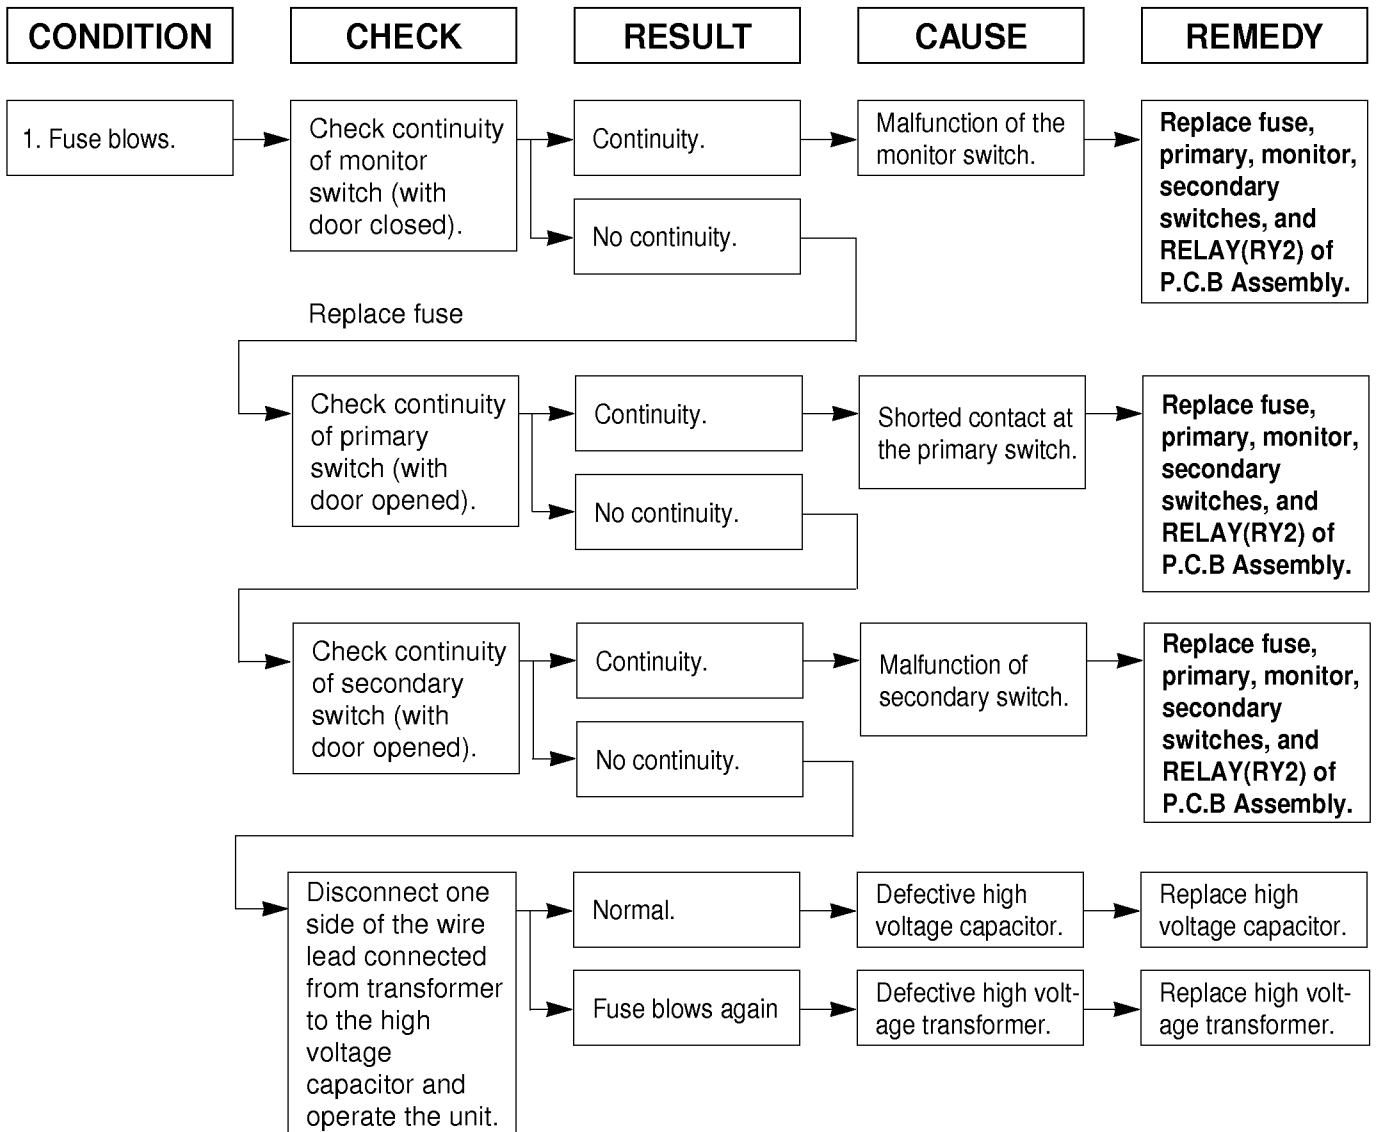 CONDITION
CHECK
RESULT
CAUSE
REMEDY
1. Fuse blows.
Check continuity
of monitor
switch (with
door closed).
Continuity.
Malfunction of the
monitor switch.
Replace fuse,
primary, monitor,
secondary
switches, and
RELAY(RY2) of
P.C.B Assembly.
No continuity.
Replace fuse
Check continuity
of primary
switch (with
door opened).
Continuity.
Shorted contact at
the primary switch.
Replace fuse,
primary, monitor,
secondary
switches, and
RELAY(RY2) of
P.C.B Assembly.
No continuity.
Check continuity
of secondary
switch (with
door opened).
Continuity.
Malfunction of
secondary switch.
Replace fuse,
primary, monitor,
secondary
switches, and
RELAY(RY2) of
P.C.B Assembly.
No continuity.
Disconnect one
side of the wire
lead connected
from transformer
to the high
voltage
capacitor and
operate the unit.
Normal.
Defective high
voltage capacitor.
Replace high
voltage capacitor.
Fuse blows again
Defective high volt-
age transformer.
Replace high volt-
age transformer.